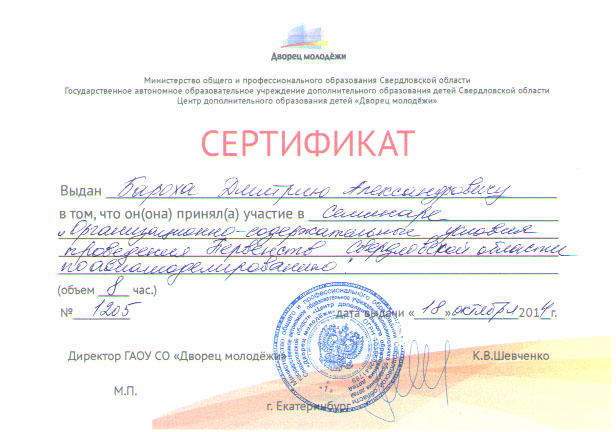 Дворец молодёжи
Министерство общего и профессионального образования Свердловской области
Государственное автономное образовательное учреждение дополнительного образования детей Свердловской области
Центр дополнительного образования детей «Дворец молодёжи»
СЕРТИФИКАТ
Выдан Бароха Дмитрию Александровичу
в том, что он(она) принял(а) участие в Семинаре
„Организационно-содержательные условия
проведения Первенств Свердловской области
по авиамоделированию".
(объем 8 час.)
№ 1205 дата выдачи « 18 » октября 2014 г.
Директор ГАОУ СО «Дворец молодёжи» К.В.Шевченко
М.П.
г. Екатеринбург